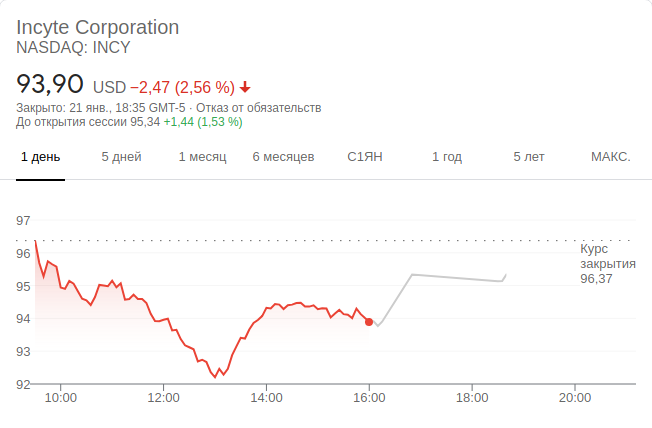 Incyte Corporation
NASDAQ: INCY
93,90 USD −2,47 (2,56 %)
Закрыто: 21 янв., 18:35 GMT-5 · Отказ от обязательств
До открытия сессии 95,34 +1,44 (1,53 %)
1 день 5 дней 1 месяц 6 месяцев С1ЯН 1 год 5 лет МАКС.
97
96
95
94
93
92
Курс
закрытия
96,37
10:00 12:00 14:00 16:00 18:00 20:00